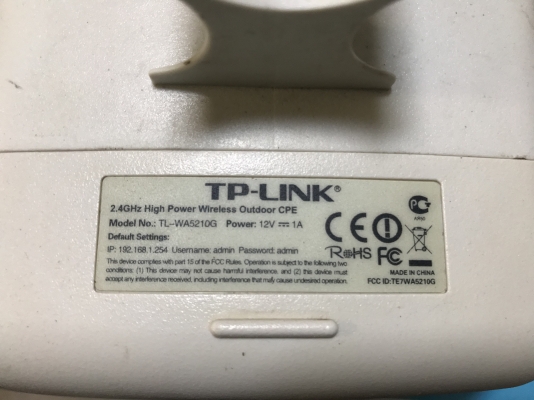 TP-LINK®
2.4GHz High Power Wireless Outdoor CPE
Model No.: TL-WA5210G Power: 12V ⎓ 1A
Default Settings:
IP: 192.168.1.254 Username: admin Password: admin
This device complies with part 15 of the FCC Rules. Operation is subject to the following two
conditions: (1) This device may not cause harmful interference, and (2) this device must
accept any interference received, including interference that may cause undesired operation.
CE
RoHS FC
MADE IN CHINA
FCC ID:TE7WA5210G